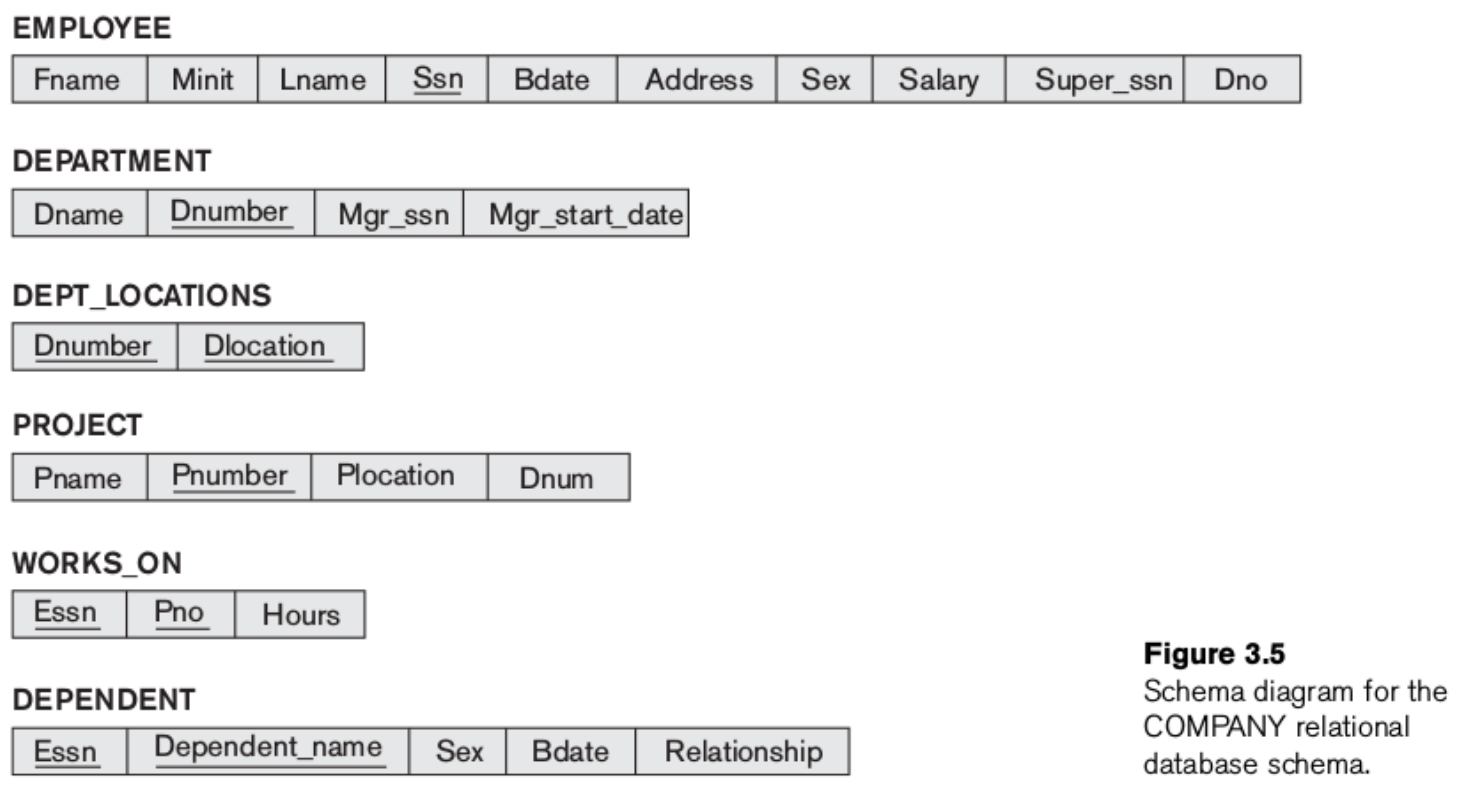 EMPLOYEE
Fname Minit Lname Ssn Bdate Address Sex Salary Super_ssn Dno
DEPARTMENT
Dname Dnumber Mgr_ssn Mgr_start_date
DEPT_LOCATIONS
Dnumber Dlocation
PROJECT
Pname Pnumber Plocation Dnum
WORKS_ON
Essn Pno Hours
DEPENDENT
Essn Dependent_name Sex Bdate Relationship
Figure 3.5
Schema diagram for the
COMPANY relational
database schema.